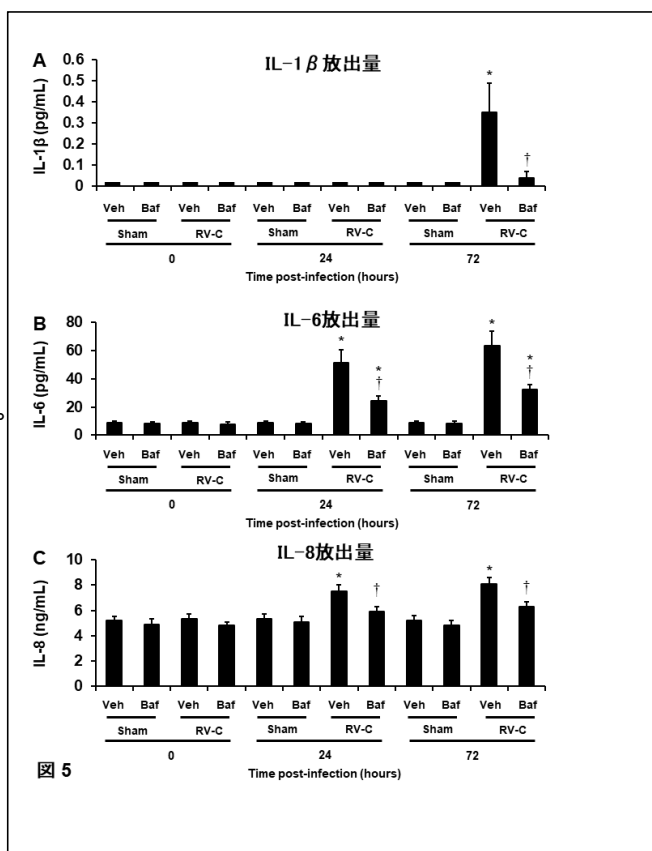 A
IL-1β放出量
IL-1β (pg/mL)
0.6
0.5
0.4
0.3
0.2
0.1
0
*
†
Veh Baf Veh Baf Veh Baf Veh Baf Veh Baf Veh Baf
Sham RV-C Sham RV-C Sham RV-C
0 24 72
Time post-infection (hours)
B
IL-6放出量
IL-6 (pg/mL)
80
60
40
20
0
* * * *
† †
Veh Baf Veh Baf Veh Baf Veh Baf Veh Baf Veh Baf
Sham RV-C Sham RV-C Sham RV-C
0 24 72
Time post-infection (hours)
C
IL-8放出量
IL-8 (ng/mL)
10
8
6
4
2
0
* † * †
Veh Baf Veh Baf Veh Baf Veh Baf Veh Baf Veh Baf
Sham RV-C Sham RV-C Sham RV-C
0 24 72
Time post-infection (hours)
図 5